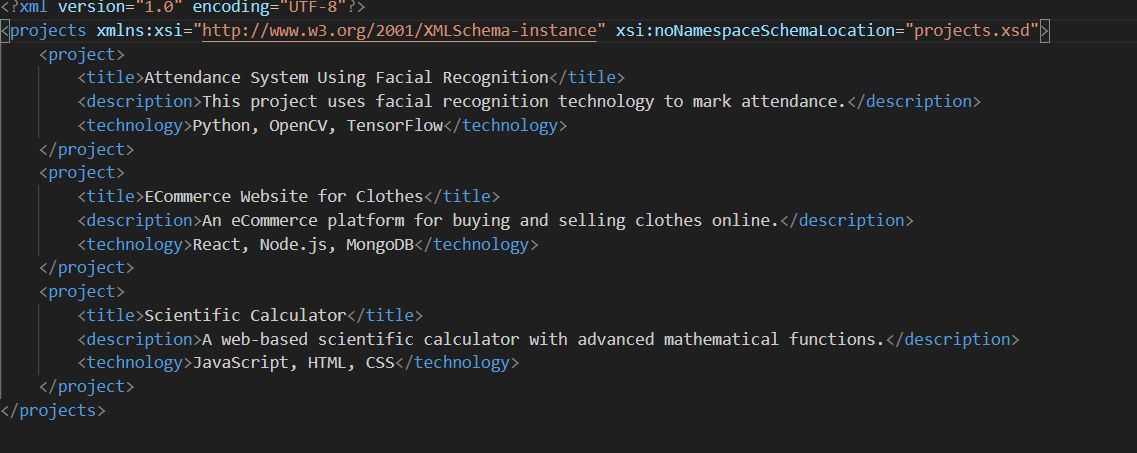 <?xml version="1.0" encoding="UTF-8"?>
<projects xmlns:xsi="http://www.w3.org/2001/XMLSchema-instance" xsi:noNamespaceSchemaLocation="projects.xsd">
    <project>
        <title>Attendance System Using Facial Recognition</title>
        <description>This project uses facial recognition technology to mark attendance.</description>
        <technology>Python, OpenCV, TensorFlow</technology>
    </project>
    <project>
        <title>ECommerce Website for Clothes</title>
        <description>An eCommerce platform for buying and selling clothes online.</description>
        <technology>React, Node.js, MongoDB</technology>
    </project>
    <project>
        <title>Scientific Calculator</title>
        <description>A web-based scientific calculator with advanced mathematical functions.</description>
        <technology>JavaScript, HTML, CSS</technology>
    </project>
</projects>